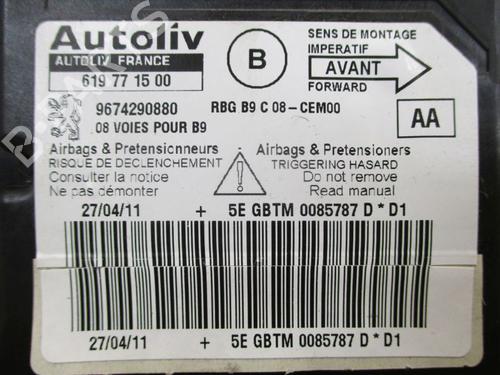 Autoliv
AUTOLIV FRANCE
619 77 15 00
B
SENS DE MONTAGE
IMPERATIF
AVANT
FORWARD
9674290880
RBG B9 C 08-CEM00
08 VOIES POUR B9
AA
Airbags & Pretensionneurs
RISQUE DE DECLENCHEMENT
Consulter la notice
Ne pas démonter
Airbags & Pretensioners
TRIGGERING HASARD
Do not remove
Read manual
27/04/11 + 5E GBTM 0085787 D * D1
27/04/11 + 5E GBTM 0085787 D * D1